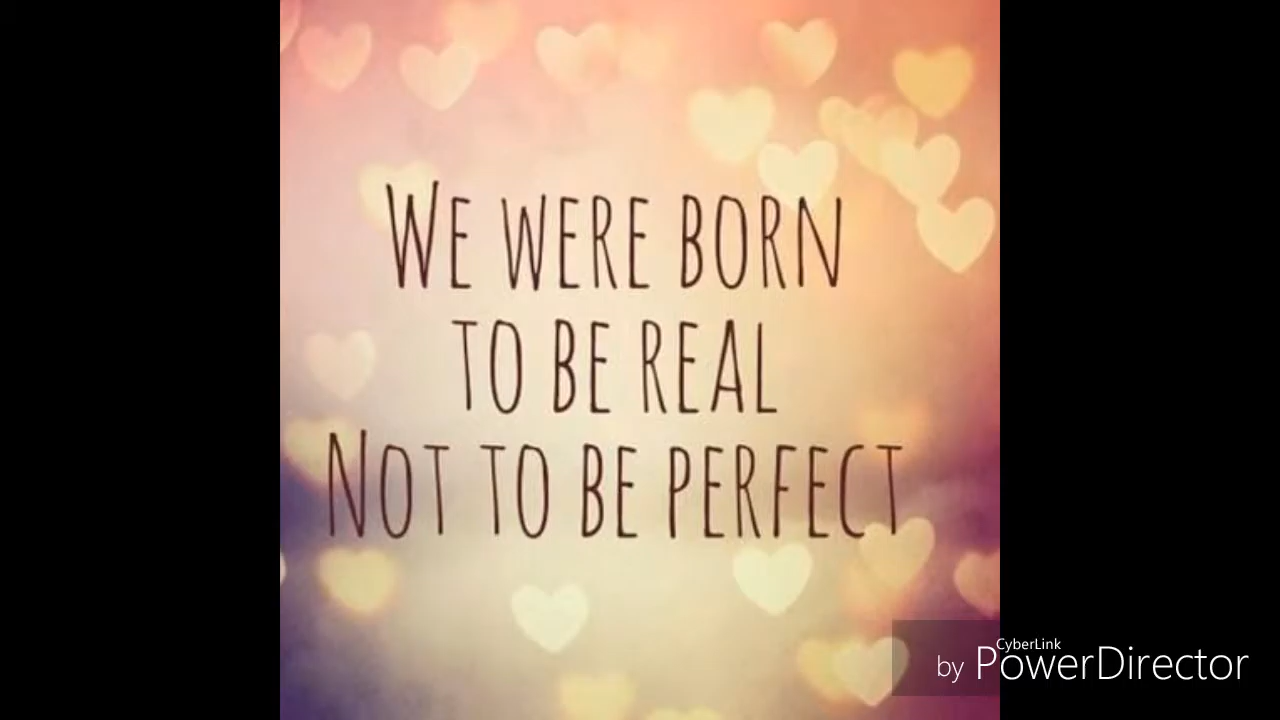 We were born
to be real
Not to be perfect
CyberLink
by PowerDirector